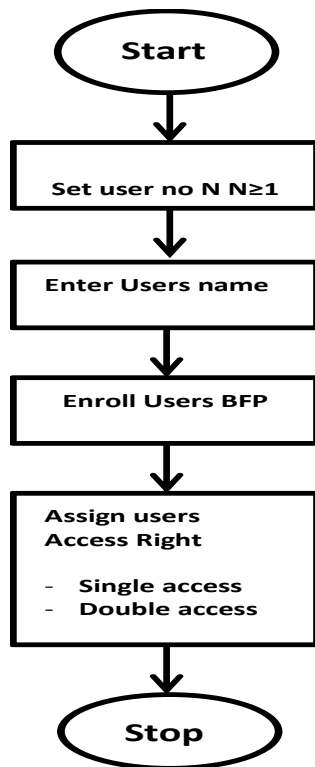 Start
Set user no N N≥1
Enter Users name
Enroll Users BFP
Assign users
Access Right
- Single access
- Double access
Stop